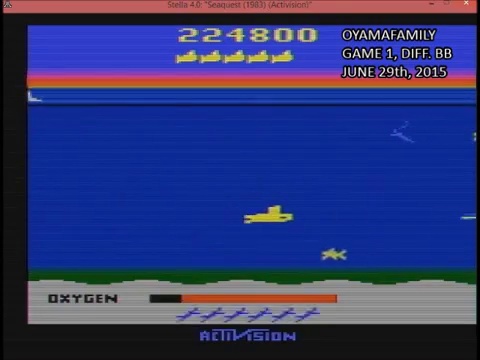 Stella 4.0: "Seaquest (1983) (Activision)"
224800
OYAMAFAMILY
GAME 1, DIFF. BB
JUNE 29th, 2015
OXYGEN
ACTIVISION